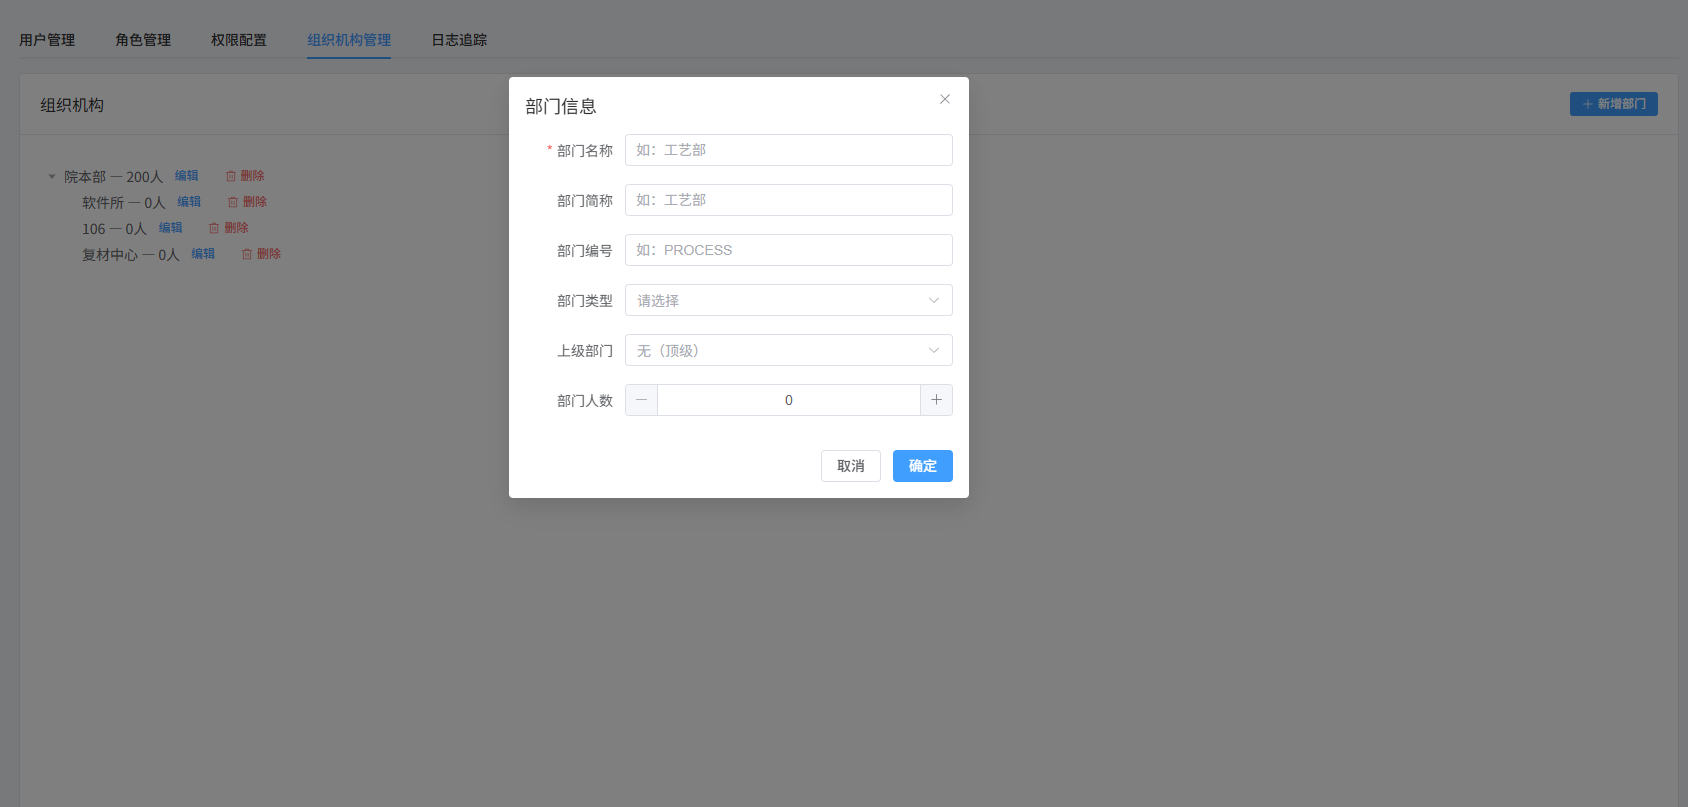 用户管理 角色管理 权限配置 组织机构管理 日志追踪
组织机构
新增部门
院本部 — 200人 编辑 删除
软件所 — 0人 编辑 删除
106 — 0人 编辑 删除
复材中心 — 0人 编辑 删除
部门信息
* 部门名称 如：工艺部
部门简称 如：工艺部
部门编号 如：PROCESS
部门类型 请选择
上级部门 无（顶级）
部门人数 0
取消 确定